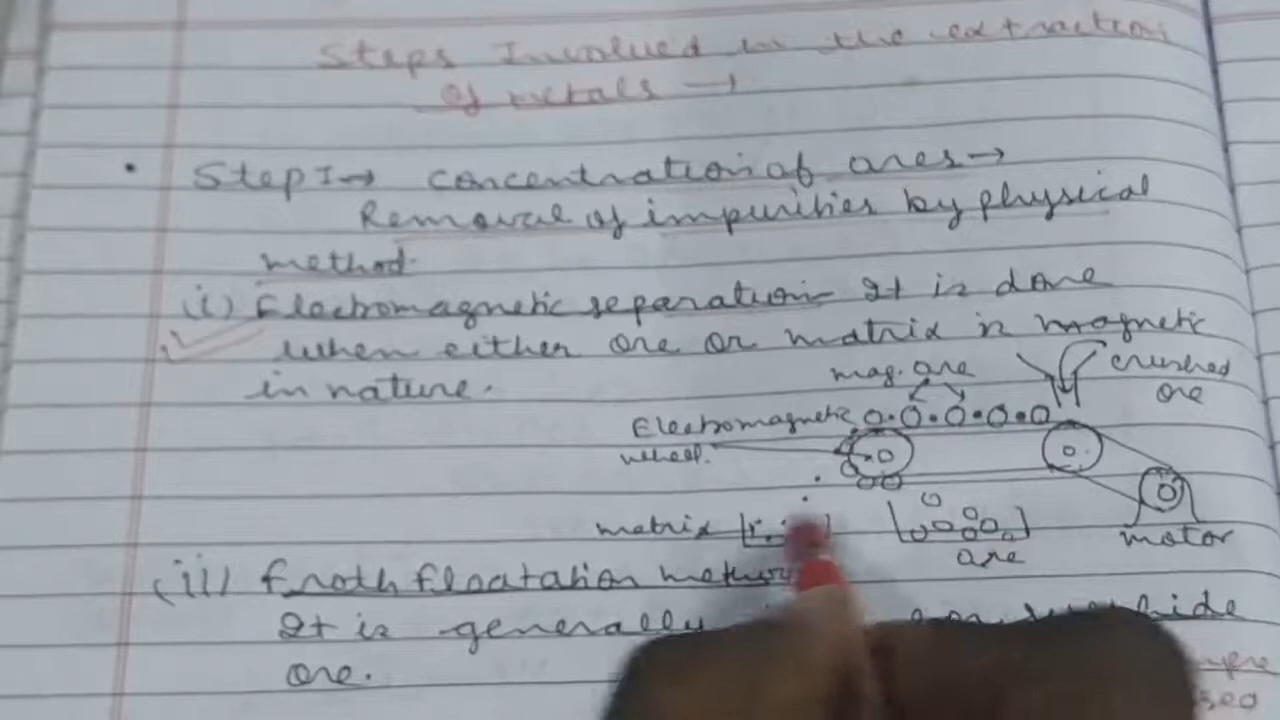 Steps Involved in the extraction
of metals →
• Step I → concentration of ores →
Removal of impurities by physical
method.
(i) Electromagnetic separation - It is done
when either ore or matrix is magnetic
in nature.
mag. ore
crushed
ore
Electromagnetic
wheel.
matrix
ore
motor
(ii) froth floatation method
It is generally
ore.